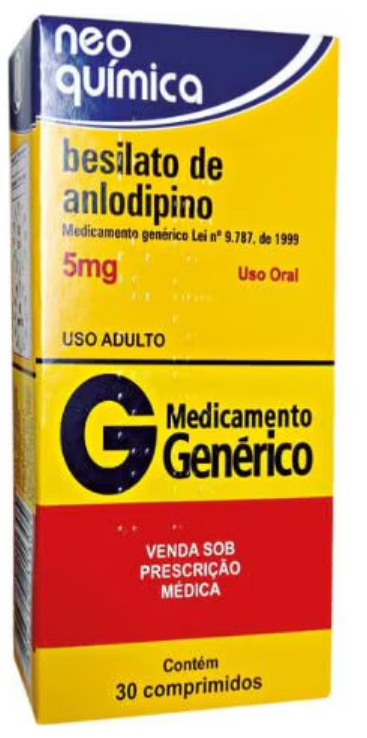 neo
química
besilato de
anlodipino
Medicamento genérico Lei nº 9.787, de 1999
5mg
Uso Oral
USO ADULTO
G
Medicamento
Genérico
VENDA SOB
PRESCRIÇÃO
MÉDICA
Contém
30 comprimidos